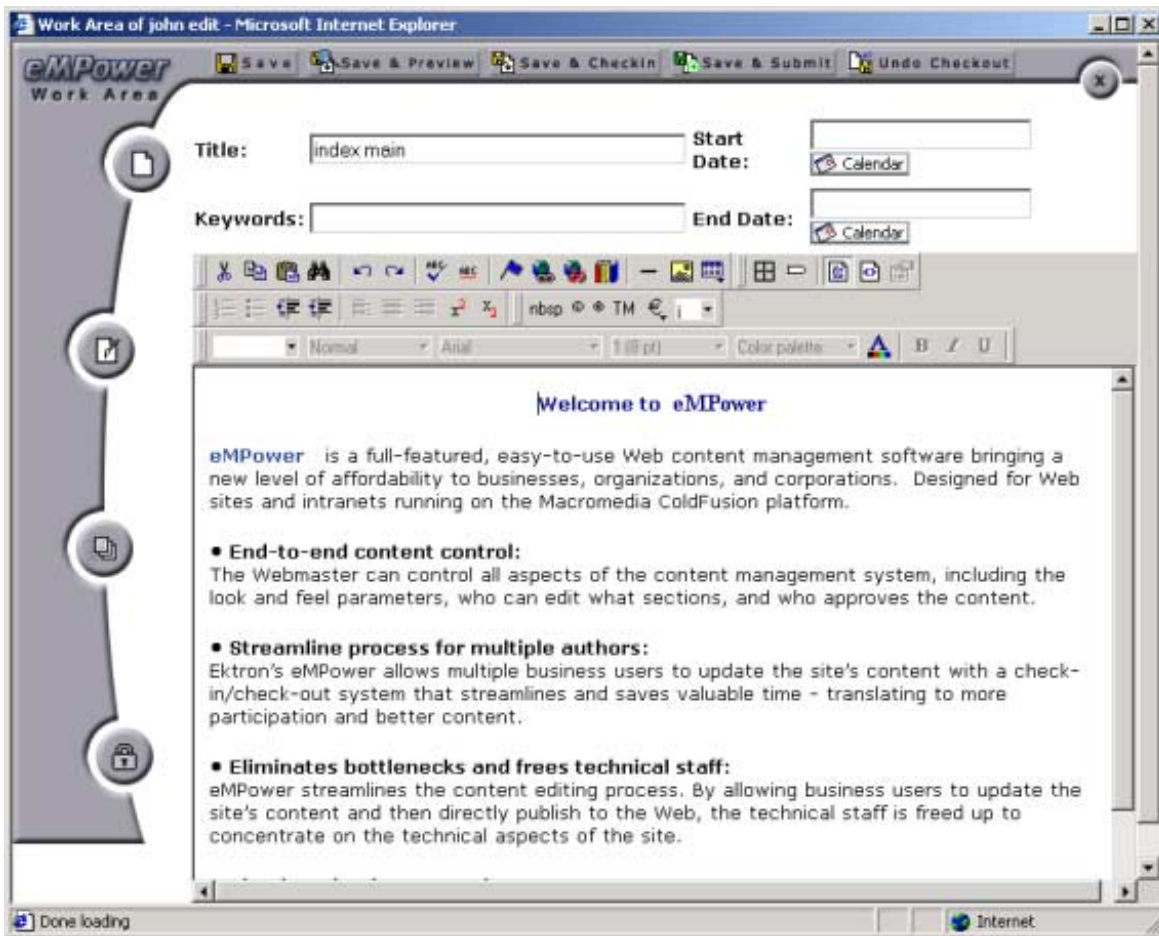 Work Area of john edit - Microsoft Internet Explorer
eMPower
Work Area
Save Save & Preview Save & Checkin Save & Submit Undo Checkout
x
Title: index main Start Date:
Calendar
Keywords: End Date:
Calendar
ABC ABC
nbsp © ® TM € ¡
Normal Arial 1 (8 pt) Color palette A B I U
Welcome to eMPower
eMPower is a full-featured, easy-to-use Web content management software bringing a
new level of affordability to businesses, organizations, and corporations. Designed for Web
sites and intranets running on the Macromedia ColdFusion platform.
• End-to-end content control:
The Webmaster can control all aspects of the content management system, including the
look and feel parameters, who can edit what sections, and who approves the content.
• Streamline process for multiple authors:
Ektron's eMPower allows multiple business users to update the site's content with a check-
in/check-out system that streamlines and saves valuable time - translating to more
participation and better content.
• Eliminates bottlenecks and frees technical staff:
eMPower streamlines the content editing process. By allowing business users to update the
site's content and then directly publish to the Web, the technical staff is freed up to
concentrate on the technical aspects of the site.
Done loading Internet